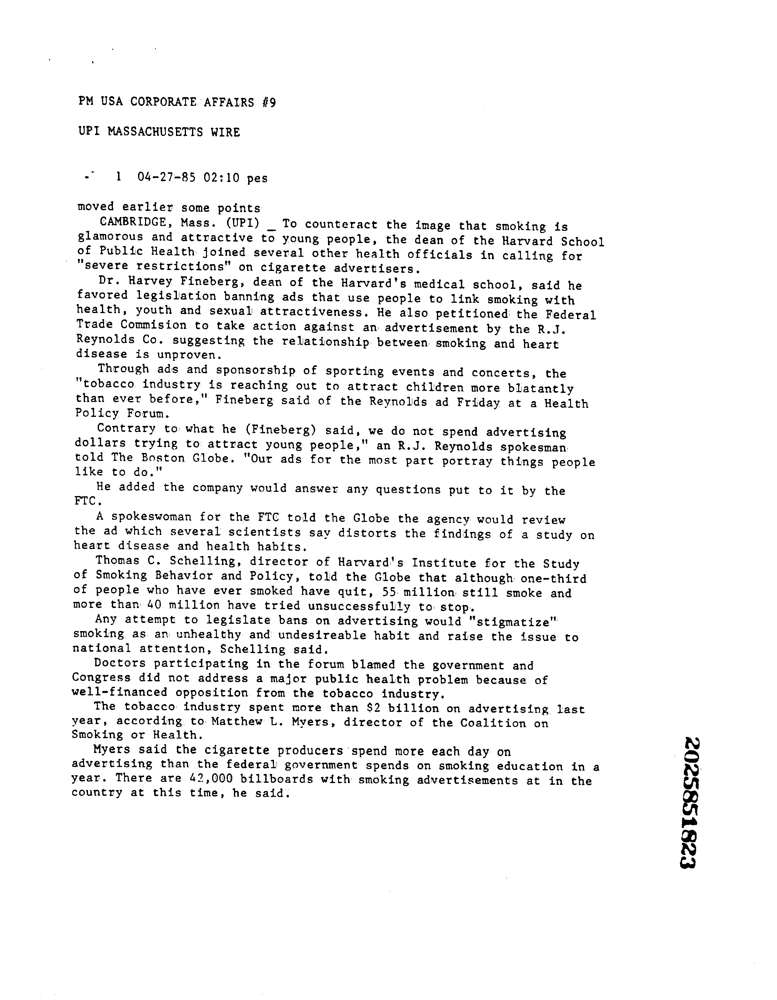 PM USA CORPORATE AFFAIRS #9
UPI MASSACHUSETTS WIRE
1 04-27-85 02:10 pes
moved earlier some points
CAMBRIDGE, Mass. (UPI) _ To counteract the image that smoking is
glamorous and attractive to young people, the dean of the Harvard School
of Public Health joined several other health officials in calling for
"severe restrictions" on cigarette advertisers.
Dr. Harvey Fineberg, dean of the Harvard's medical school, said he
favored legislation banning ads that use people to link smoking with
health, youth and sexual attractiveness. He also petitioned the Federal
Trade Commision to take action against an advertisement by the R.J.
Reynolds Co. suggesting the relationship between smoking and heart
disease is unproven.
Through ads and sponsorship of sporting events and concerts, the
"tobacco industry is reaching out to attract children more blatantly
than ever before," Fineberg said of the Reynolds ad Friday at a Health
Policy Forum.
Contrary to what he (Fineberg) said, we do not spend advertising
dollars trying to attract young people," an R.J. Reynolds spokesman
told The Boston Globe. "Our ads for the most part portray things people
like to do."
He added the company would answer any questions put to it by the
FTC.
A spokeswoman for the FTC told the Globe the agency would review
the ad which several scientists say distorts the findings of a study on
heart disease and health habits.
Thomas C. Schelling, director of Harvard's Institute for the Study
of Smoking Behavior and Policy, told the Globe that although one-third
of people who have ever smoked have quit, 55 million still smoke and
more than 40 million have tried unsuccessfully to stop.
Any attempt to legislate bans on advertising would "stigmatize"
smoking as an unhealthy and undesireable habit and raise the issue to
national attention, Schelling said.
Doctors participating in the forum blamed the government and
Congress did not address a major public health problem because of
well-financed opposition from the tobacco industry.
The tobacco industry spent more than $2 billion on advertising last
year, according to Matthew L. Myers, director of the Coalition on
Smoking or Health.
Myers said the cigarette producers spend more each day on
advertising than the federal government spends on smoking education in a
year. There are 42,000 billboards with smoking advertisements at in the
country at this time, he said.
2025851823